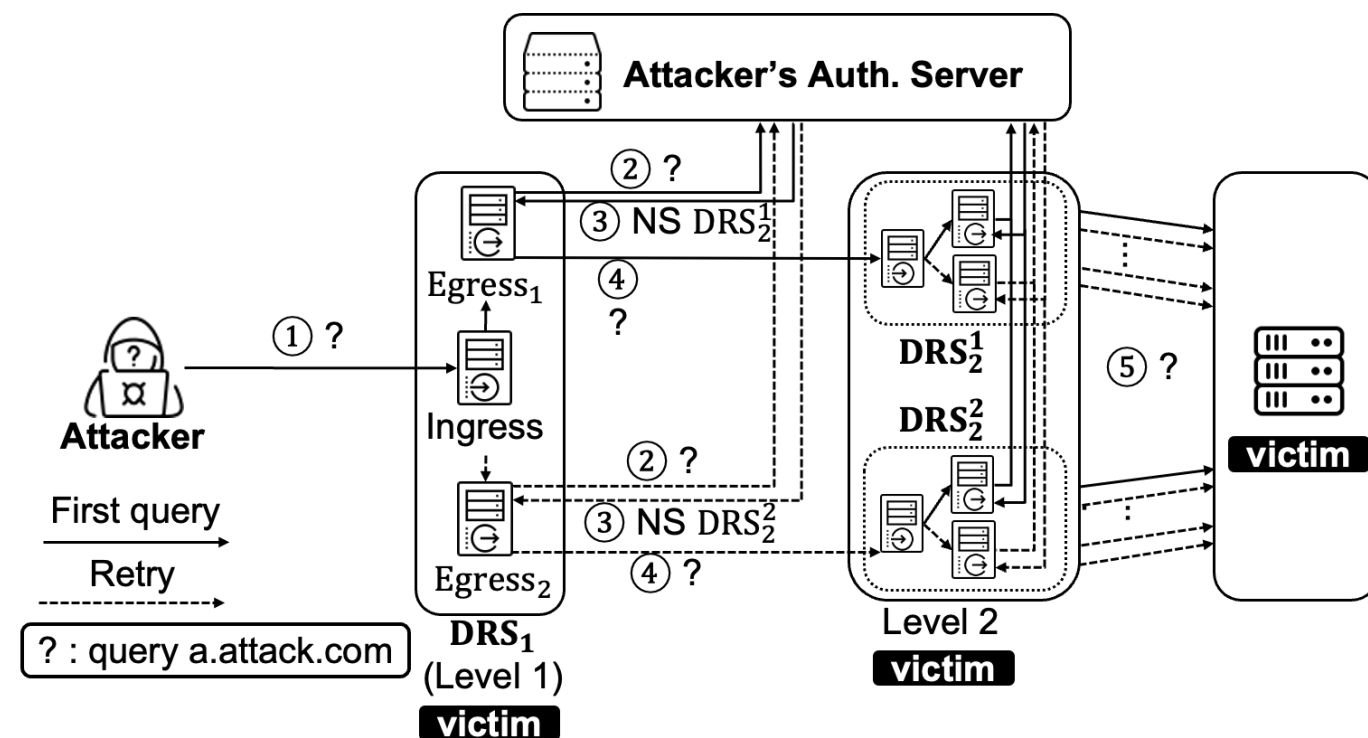 Attacker's Auth. Server
② ?
③ NS DRS₂¹
Egress₁
④
?
① ?
Ingress
Attacker
② ?
③ NS DRS₂²
Egress₂
④ ?
DRS₁
(Level 1)
victim
DRS₂¹
DRS₂²
Level 2
victim
⑤ ?
victim
First query
Retry
? : query a.attack.com